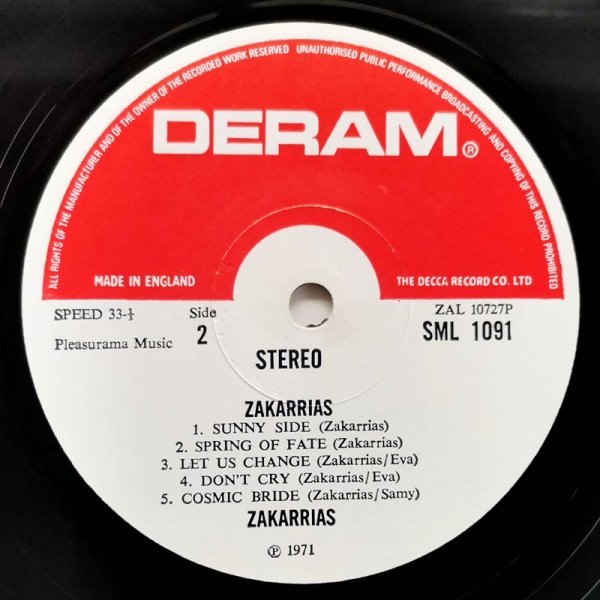 ALL RIGHTS OF THE MANUFACTURER AND OF THE OWNER OF THE RECORDED WORK RESERVED UNAUTHORISED PUBLIC PERFORMANCE BROADCASTING AND COPYING OF THIS RECORD PROHIBITED
DERAM®
MADE IN ENGLAND THE DECCA RECORD CO. LTD.
SPEED 33-⅓ Side 2 ZAL 10727P
Pleasurama Music SML 1091
STEREO
ZAKARRIAS
1. SUNNY SIDE (Zakarrias)
2. SPRING OF FATE (Zakarrias)
3. LET US CHANGE (Zakarrias/Eva)
4. DON'T CRY (Zakarrias/Eva)
5. COSMIC BRIDE (Zakarrias/Samy)
ZAKARRIAS
℗ 1971